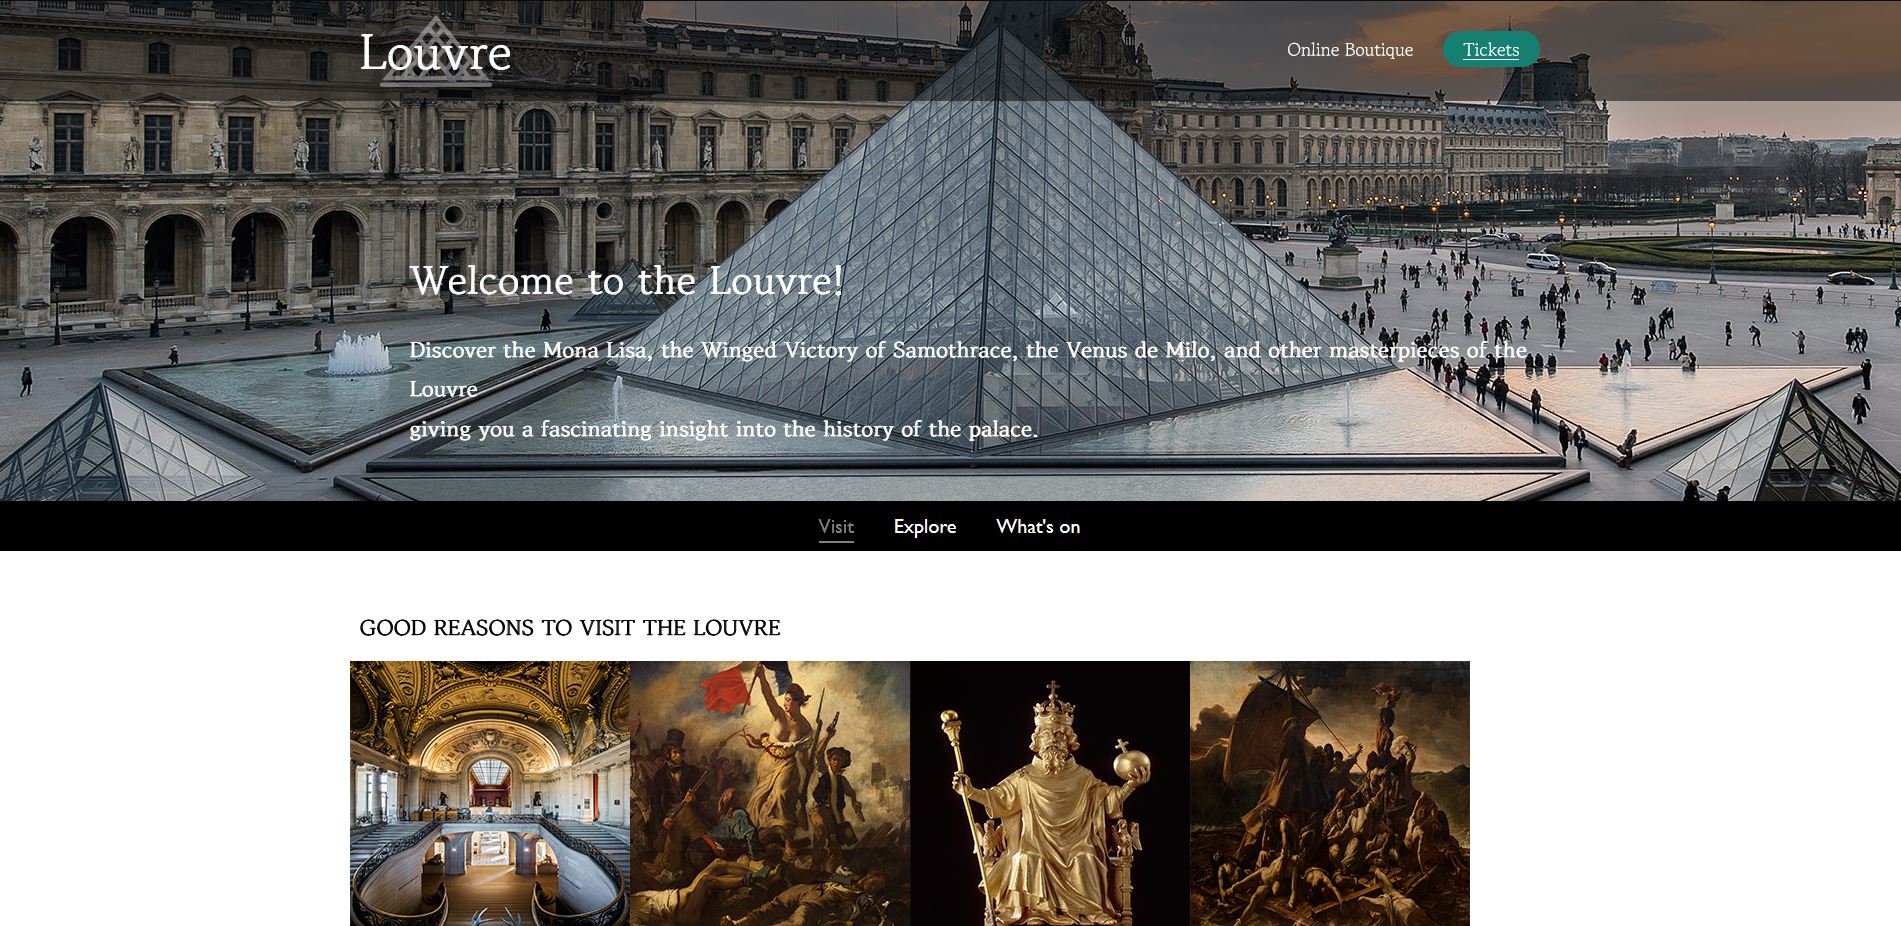 Louvre
Online Boutique
Tickets
Welcome to the Louvre!
Discover the Mona Lisa, the Winged Victory of Samothrace, the Venus de Milo, and other masterpieces of the
Louvre
giving you a fascinating insight into the history of the palace.
Visit
Explore
What's on
GOOD REASONS TO VISIT THE LOUVRE